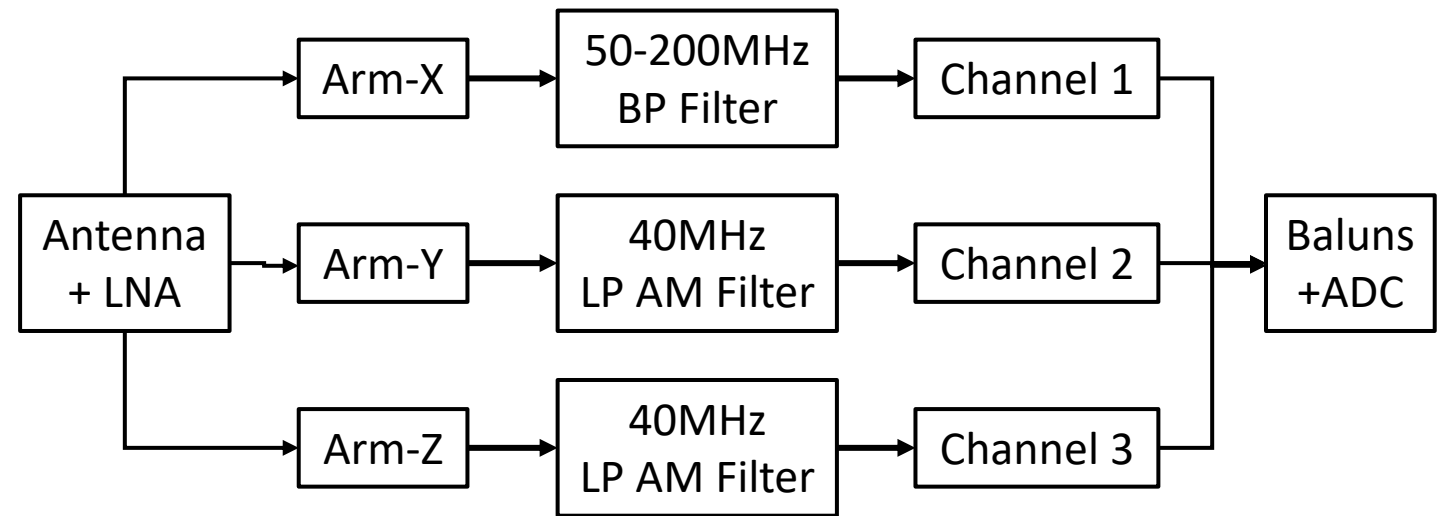 Arm-X
50-200MHz
BP Filter
Channel 1
Antenna
+ LNA
Arm-Y
40MHz
LP AM Filter
Channel 2
Baluns
+ADC
Arm-Z
40MHz
LP AM Filter
Channel 3